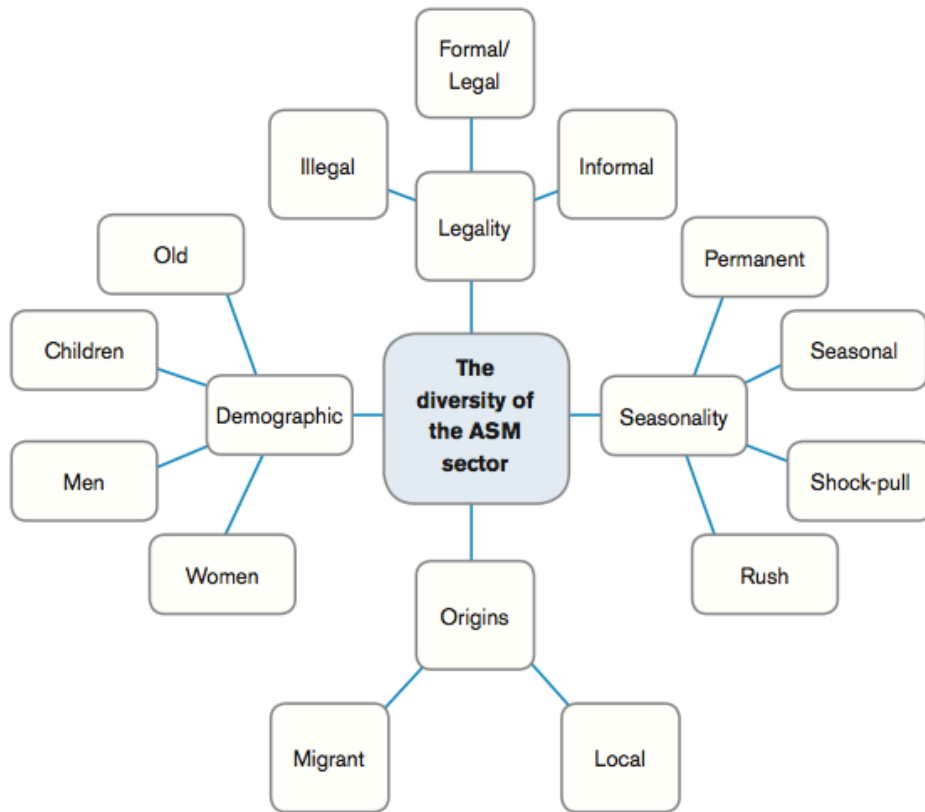 Formal/
Legal
Illegal
Informal
Legality
Old
Permanent
Children
Seasonal
The
diversity of
the ASM
sector
Demographic
Seasonality
Men
Shock-pull
Women
Rush
Origins
Migrant
Local